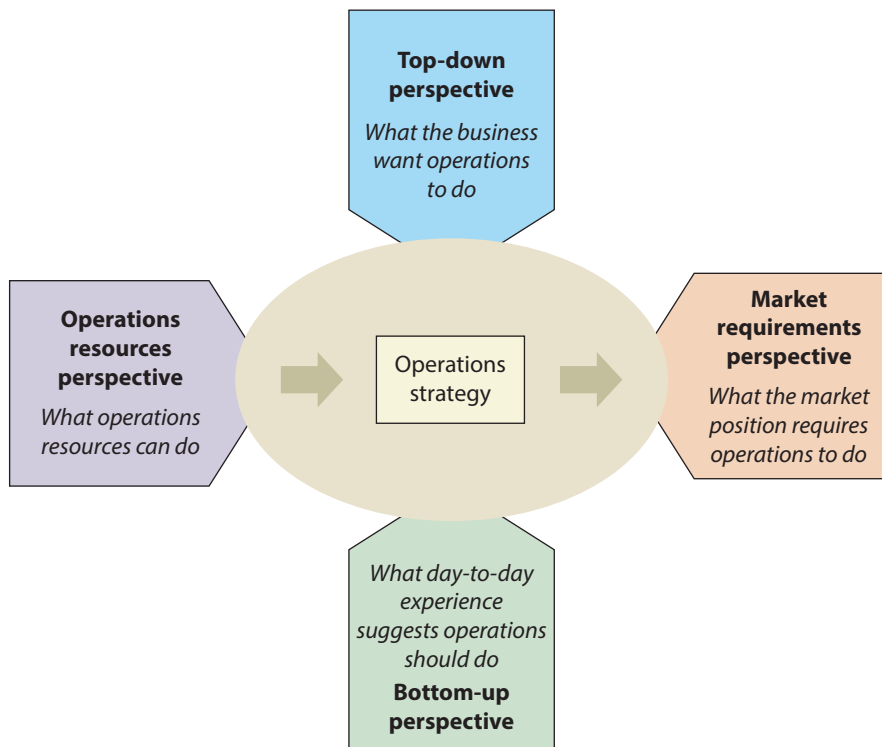 Top-down
perspective
What the business
want operations
to do
Operations
resources
perspective
What operations
resources can do
Operations
strategy
Market
requirements
perspective
What the market
position requires
operations to do
What day-to-day
experience
suggests operations
should do
Bottom-up
perspective